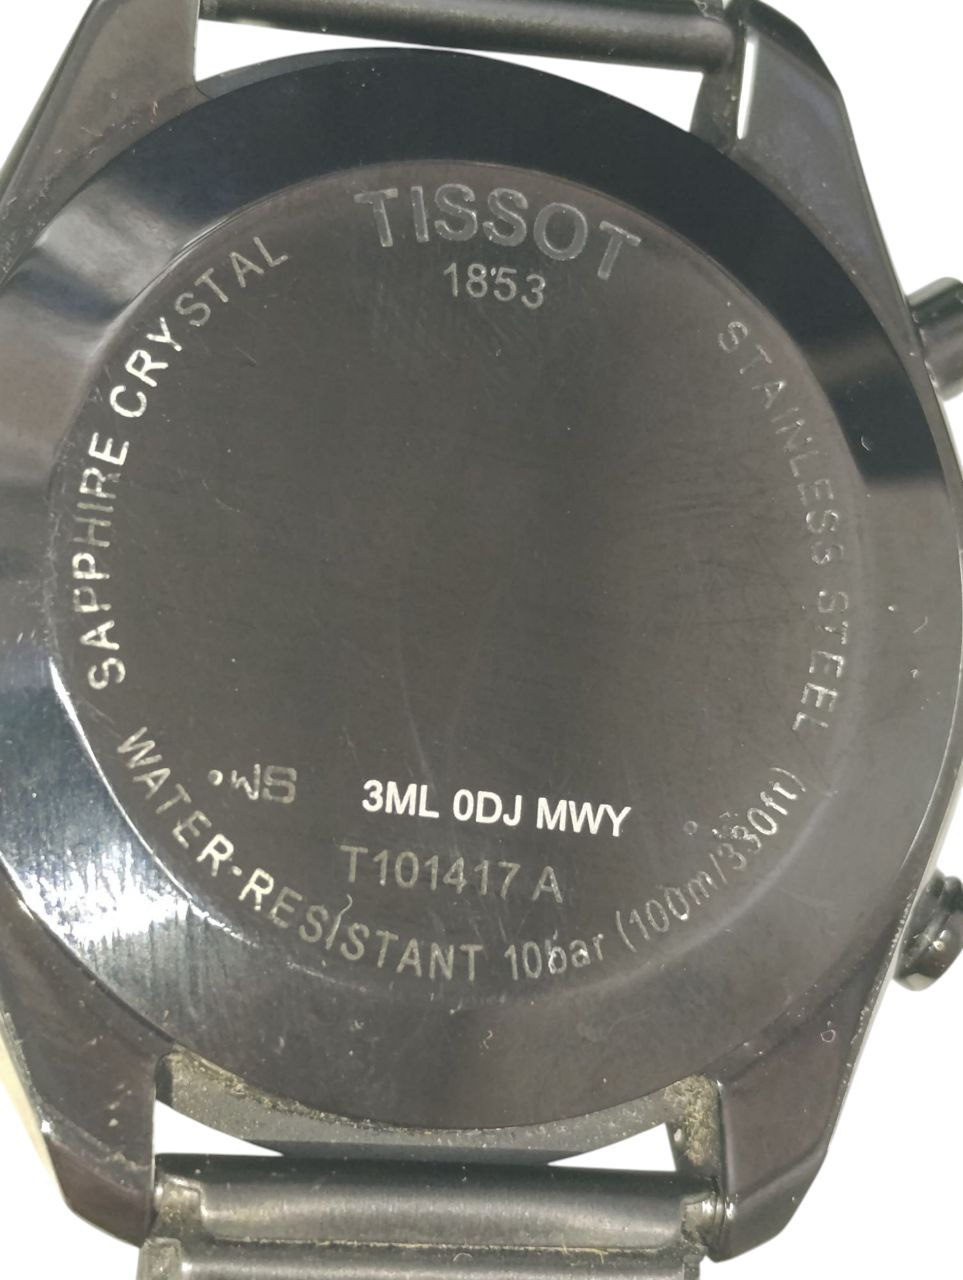 TISSOT
1853
SAPPHIRE CRYSTAL
STAINLESS STEEL
3ML 0DJ MWY
T101417 A
WATER-RESISTANT 10bar (100m/330ft)